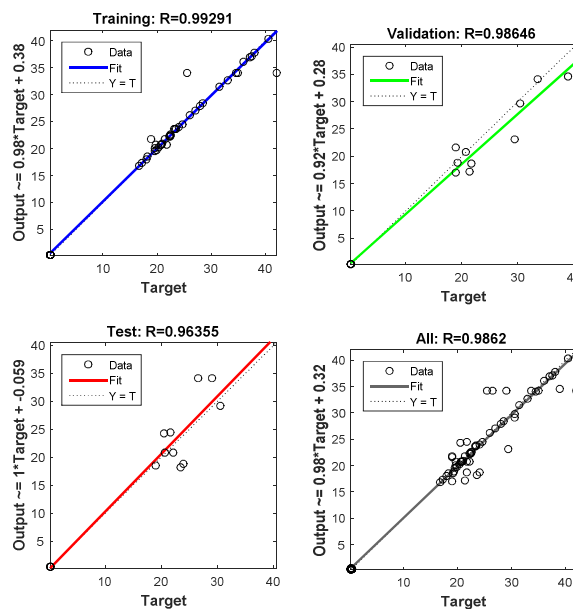 Training: R=0.99291
Output ~= 0.98*Target + 0.38
40
35
30
25
20
15
10
5
Data
Fit
Y = T
10
20
30
40
Target
Validation: R=0.98646
Output ~= 0.92*Target + 0.28
40
35
30
25
20
15
10
5
Data
Fit
Y = T
10
20
30
40
Target
Test: R=0.96355
Output ~= 1*Target + -0.059
40
35
30
25
20
15
10
5
Data
Fit
Y = T
10
20
30
40
Target
All: R=0.9862
Output ~= 0.98*Target + 0.32
40
35
30
25
20
15
10
5
Data
Fit
Y = T
10
20
30
40
Target